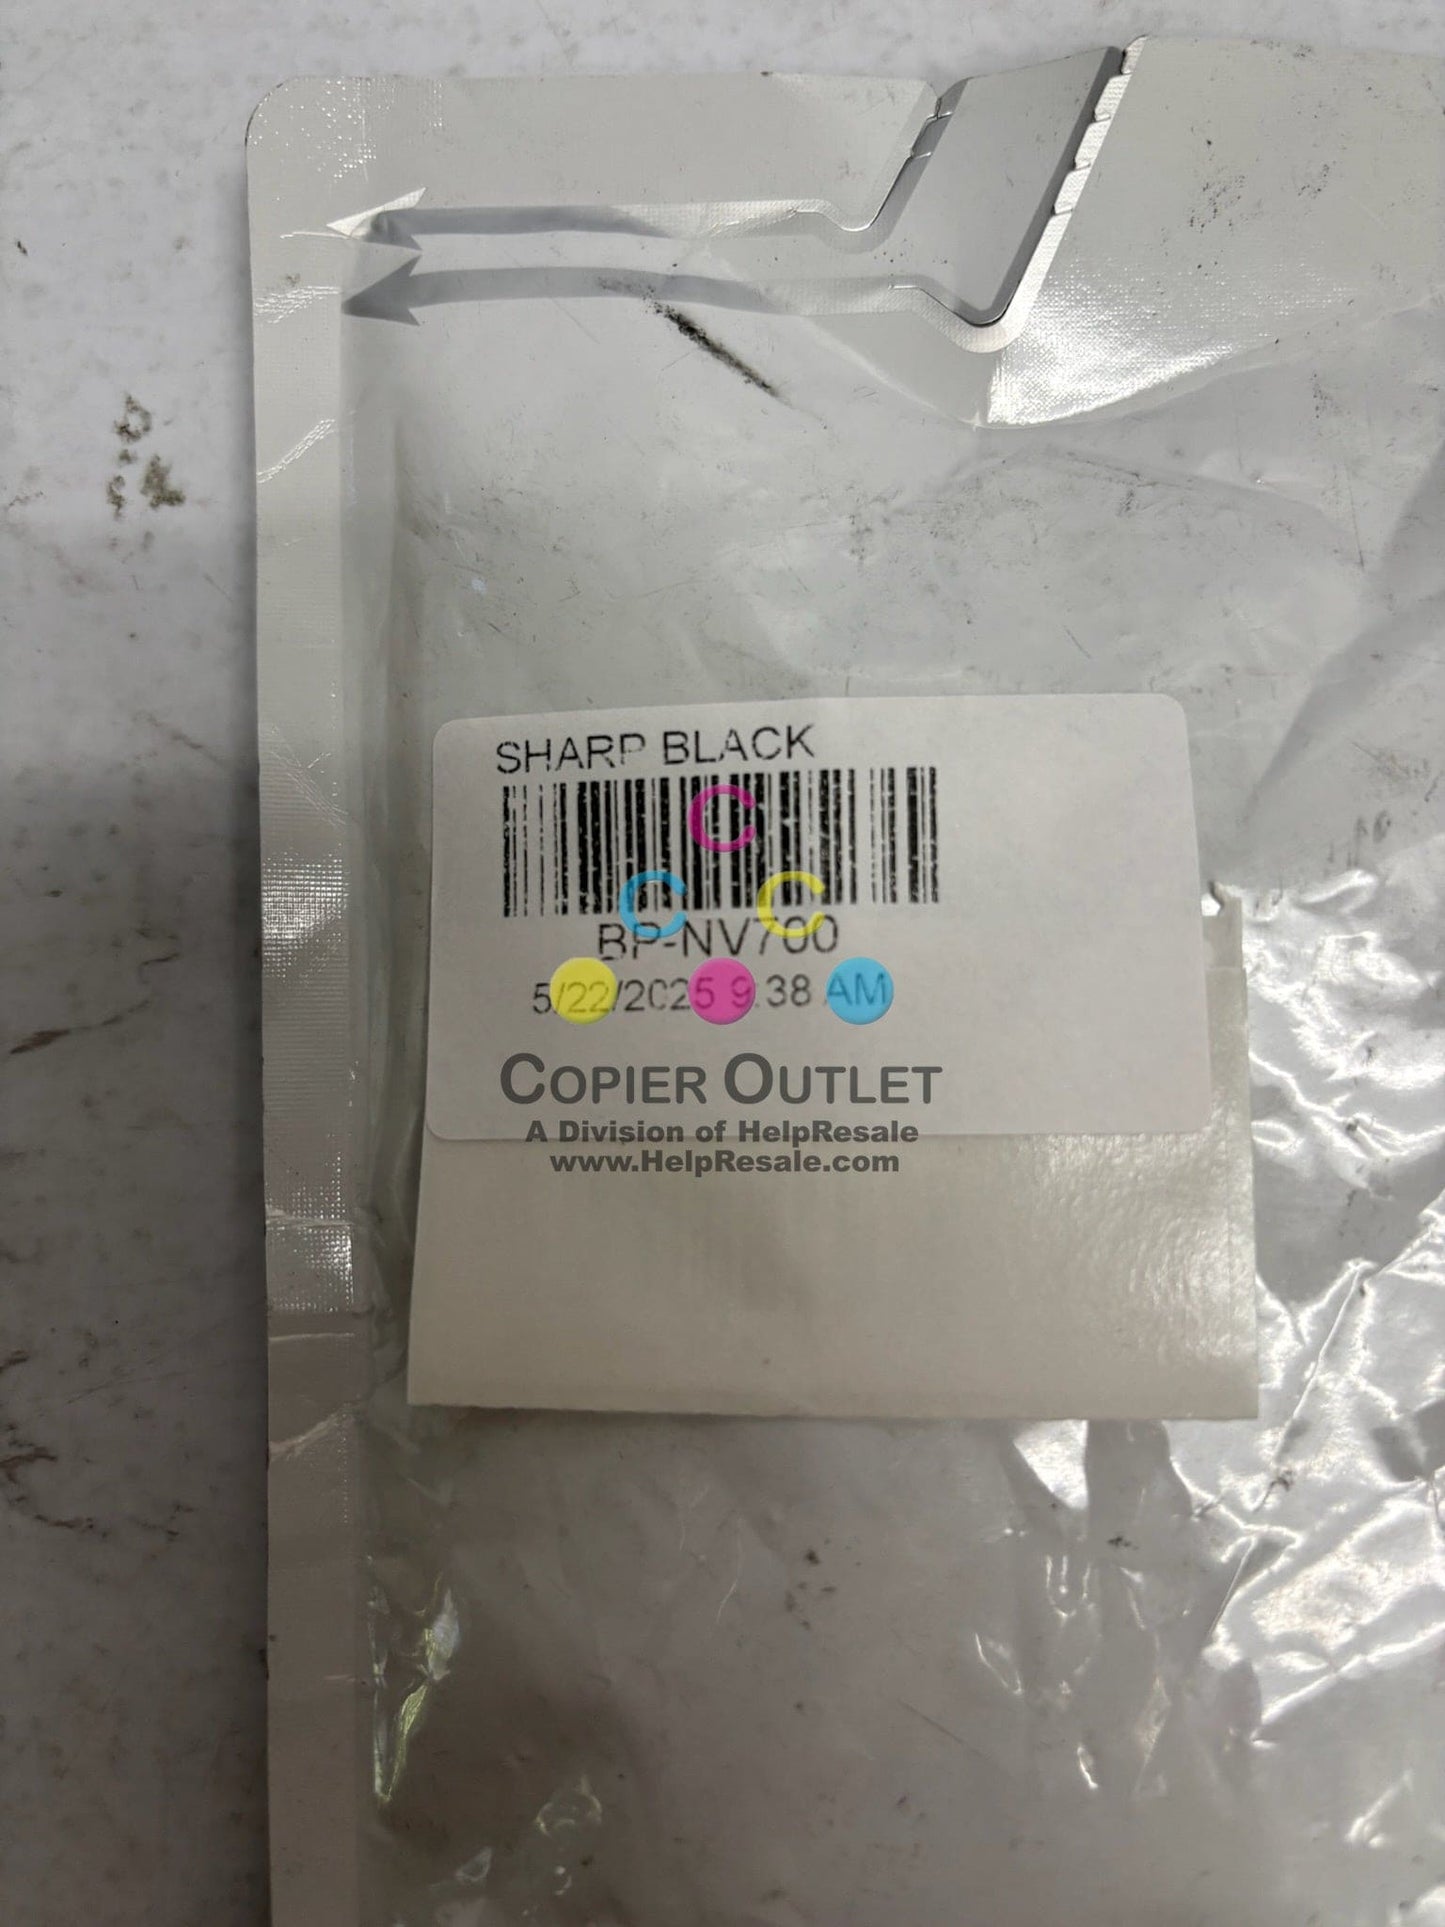 SHARP BLACK
C
C C
BP-NV700
5/22/2025 9:38 AM
COPIER OUTLET
A Division of HelpResale
www.HelpResale.com